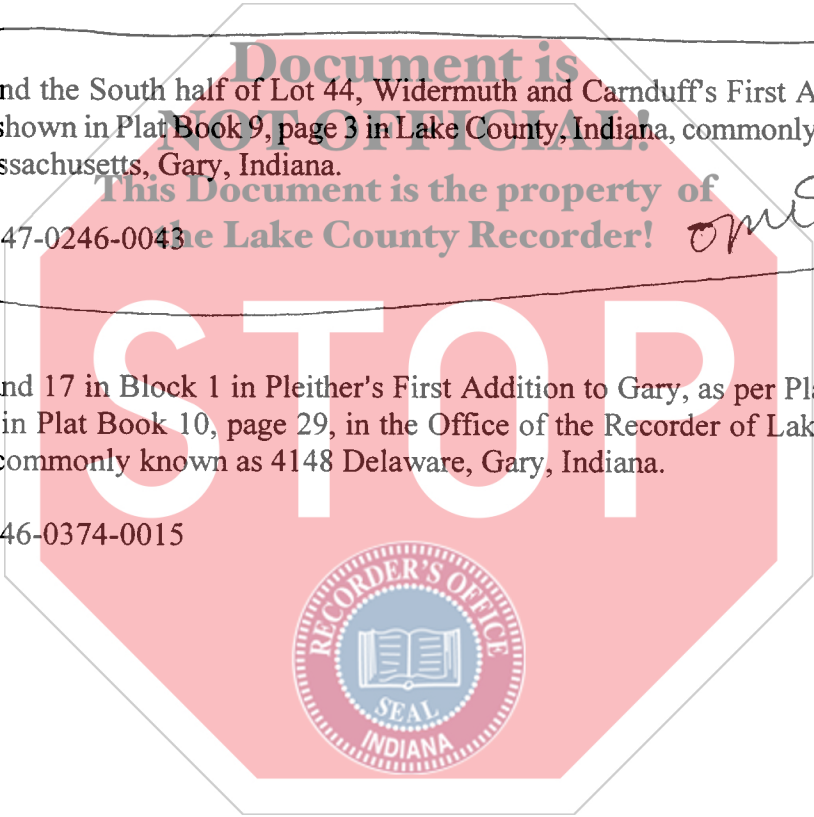 Document is
nd the South half of Lot 44, Widermuth and Carnduff's First A
NOT OFFICIAL!
shown in Plat Book 9, page 3 in Lake County, Indiana, commonly
ssachusetts, Gary, Indiana.
This Document is the property of
47-0246-0043
the Lake County Recorder!
STOP
nd 17 in Block 1 in Pleither's First Addition to Gary, as per Pl
in Plat Book 10, page 29, in the Office of the Recorder of Lak
commonly known as 4148 Delaware, Gary, Indiana.
46-0374-0015
RECORDER'S OFFICE
SEAL
INDIANA